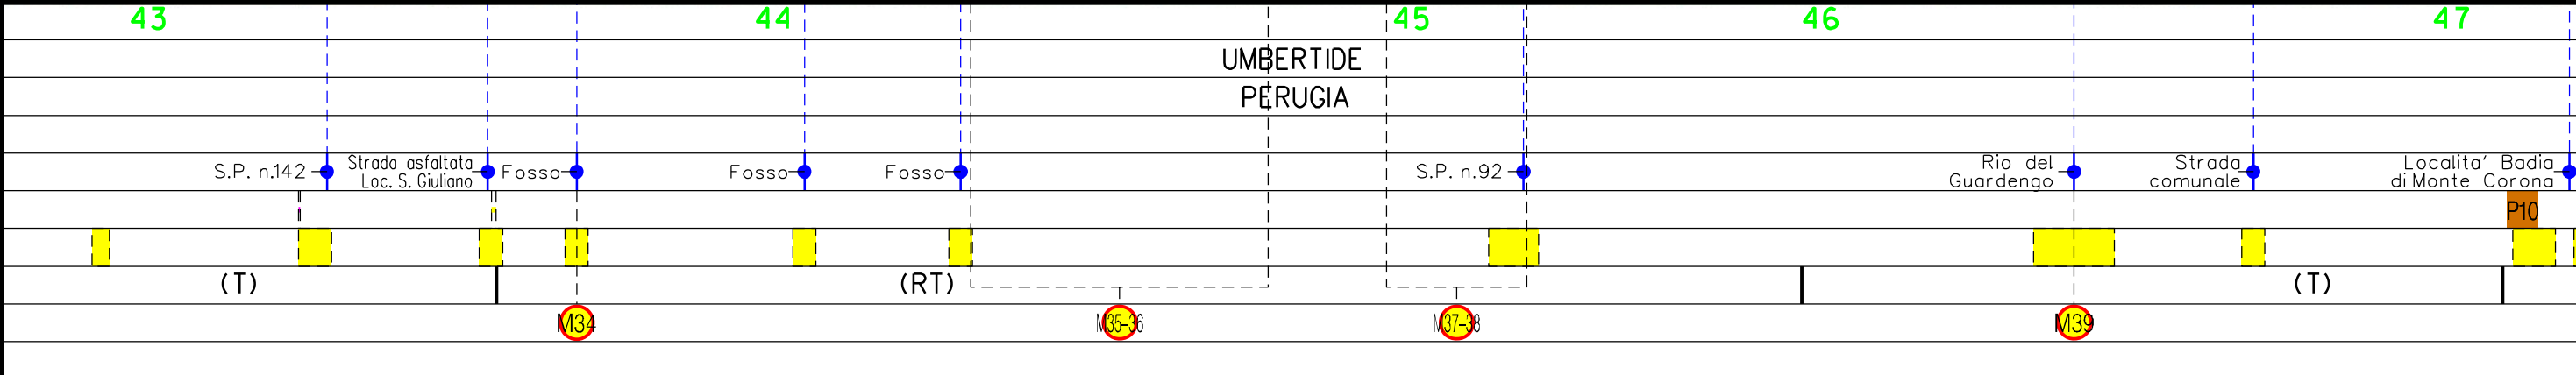 43 44 45 46 47
UMBERTIDE
PERUGIA
S.P. n.142
Strada asfaltata
Loc. S. Giuliano
Fosso
Fosso
Fosso
S.P. n.92
Rio del
Guardengo
Strada
comunale
Localita' Badia
di Monte Corona
P10
(T) (RT) (T)
M34 M35-36 M37-38 M39